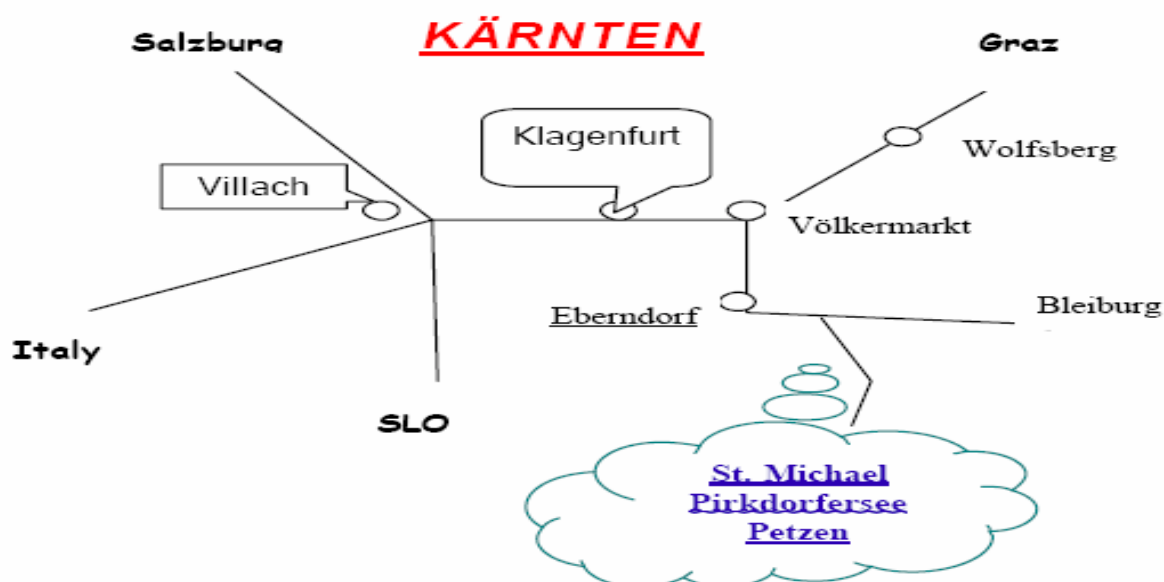 Salzburg
KÄRNTEN
Graz
Klagenfurt
Wolfsberg
Villach
Völkermarkt
Eberndorf
Bleiburg
Italy
SLO
St. Michael
Pirkdorfersee
Petzen